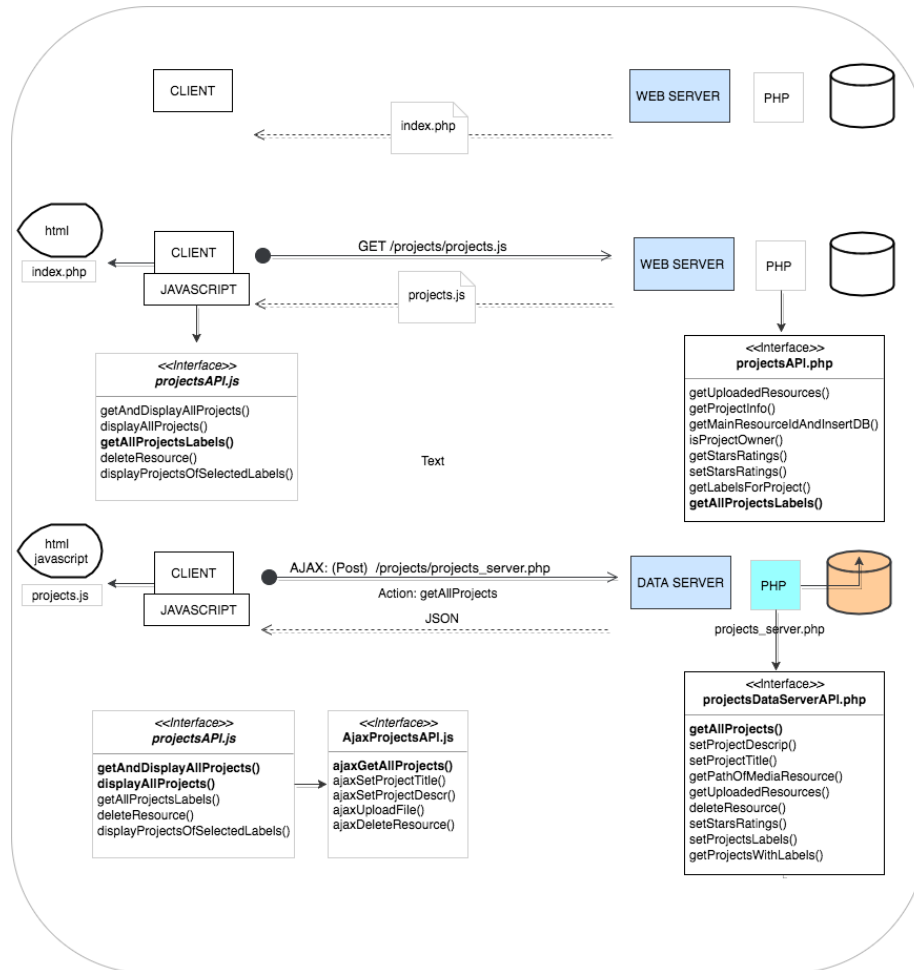 CLIENT
WEB SERVER
PHP
index.php
html
index.php
CLIENT
JAVASCRIPT
GET /projects/projects.js
projects.js
WEB SERVER
PHP
<<Interface>>
projectsAPI.js
getAndDisplayAllProjects()
displayAllProjects()
getAllProjectsLabels()
deleteResource()
displayProjectsOfSelectedLabels()
Text
<<Interface>>
projectsAPI.php
getUploadedResources()
getProjectInfo()
getMainResourceIdAndInsertDB()
isProjectOwner()
getStarsRatings()
setStarsRatings()
getLabelsForProject()
getAllProjectsLabels()
html
javascript
projects.js
CLIENT
JAVASCRIPT
AJAX: (Post) /projects/projects_server.php
Action: getAllProjects
JSON
DATA SERVER
PHP
projects_server.php
<<Interface>>
projectsAPI.js
getAndDisplayAllProjects()
displayAllProjects()
getAllProjectsLabels()
deleteResource()
displayProjectsOfSelectedLabels()
<<Interface>>
AjaxProjectsAPI.js
ajaxGetAllProjects()
ajaxSetProjectTitle()
ajaxSetProjectDescr()
ajaxUploadFile()
ajaxDeleteResource()
<<Interface>>
projectsDataServerAPI.php
getAllProjects()
setProjectDescrip()
setProjectTitle()
getPathOfMediaResource()
getUploadedResources()
deleteResource()
setStarsRatings()
setProjectsLabels()
getProjectsWithLabels()